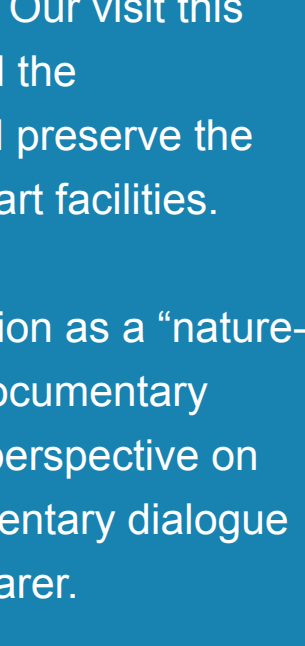 Our visit this
the
preserve the
art facilities.
ion as a “nature-
ocumentary
perspective on
entary dialogue
arer.